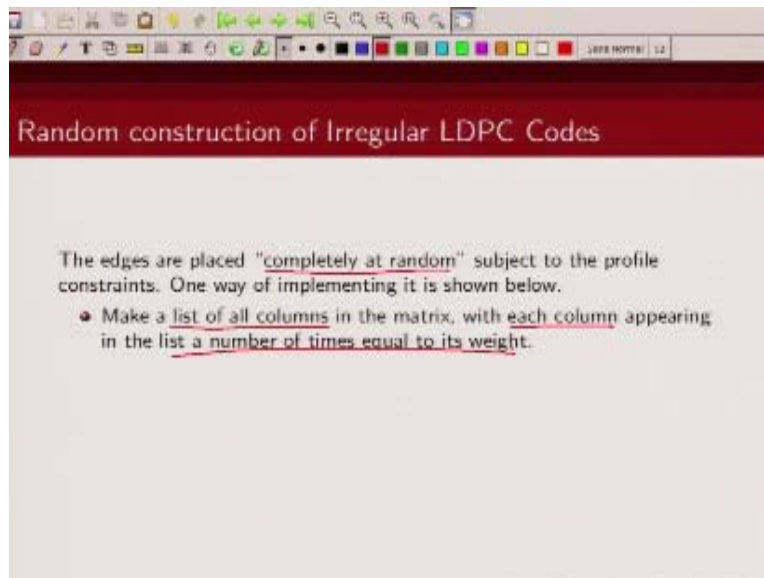 Random construction of Irregular LDPC Codes
The edges are placed "completely at random" subject to the profile
constraints. One way of implementing it is shown below.
Make a list of all columns in the matrix, with each column appearing
in the list a number of times equal to its weight.